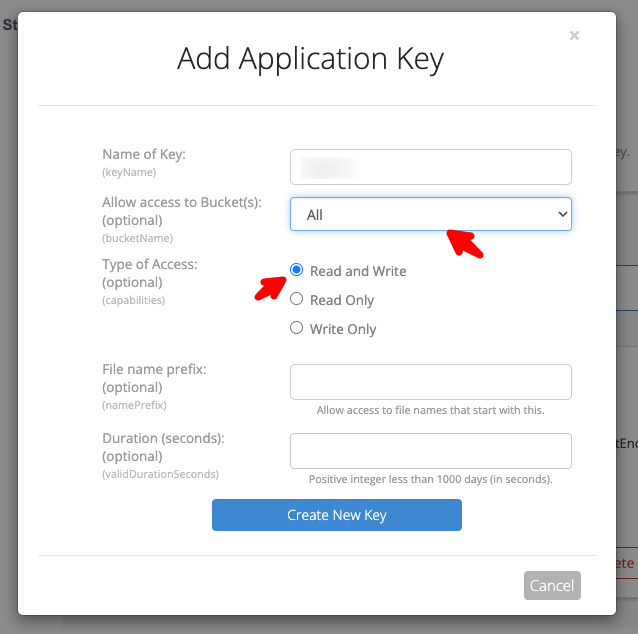 St
×
Add Application Key
ey.
Name of Key:
(keyName)
Allow access to Bucket(s):
(optional)
All
(bucketName)
Type of Access:
Read and Write
(optional)
(capabilities)
Read Only
Write Only
File name prefix:
(optional)
(namePrefix)
Allow access to file names that start with this.
Duration (seconds):
tEnd
(optional)
(validDurationSeconds)
Positive integer less than 1000 days (in seconds).
Create New Key
ete
Cancel